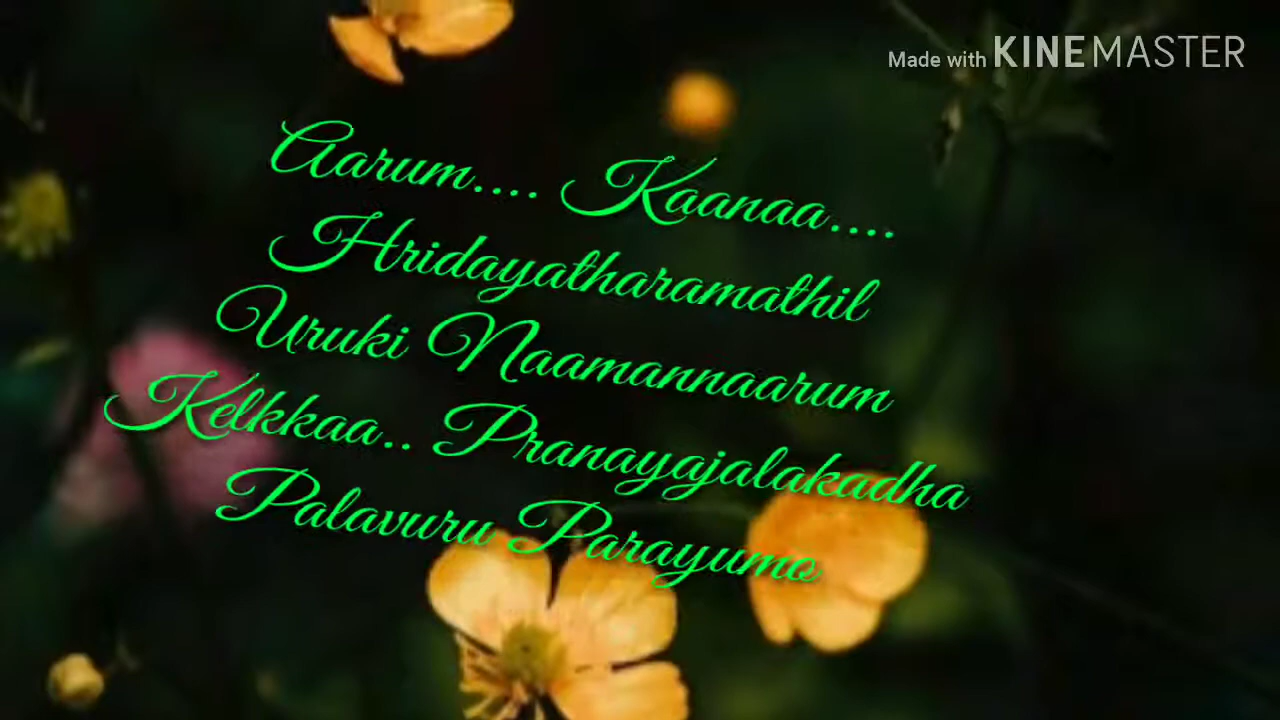 Made with KINEMASTER
Aarum.... Kaanaa....
Hridayatharamathil
Uruki Naamannaarum
Kelkkaa.. Pranayajalakadha
Palavuru Parayumo